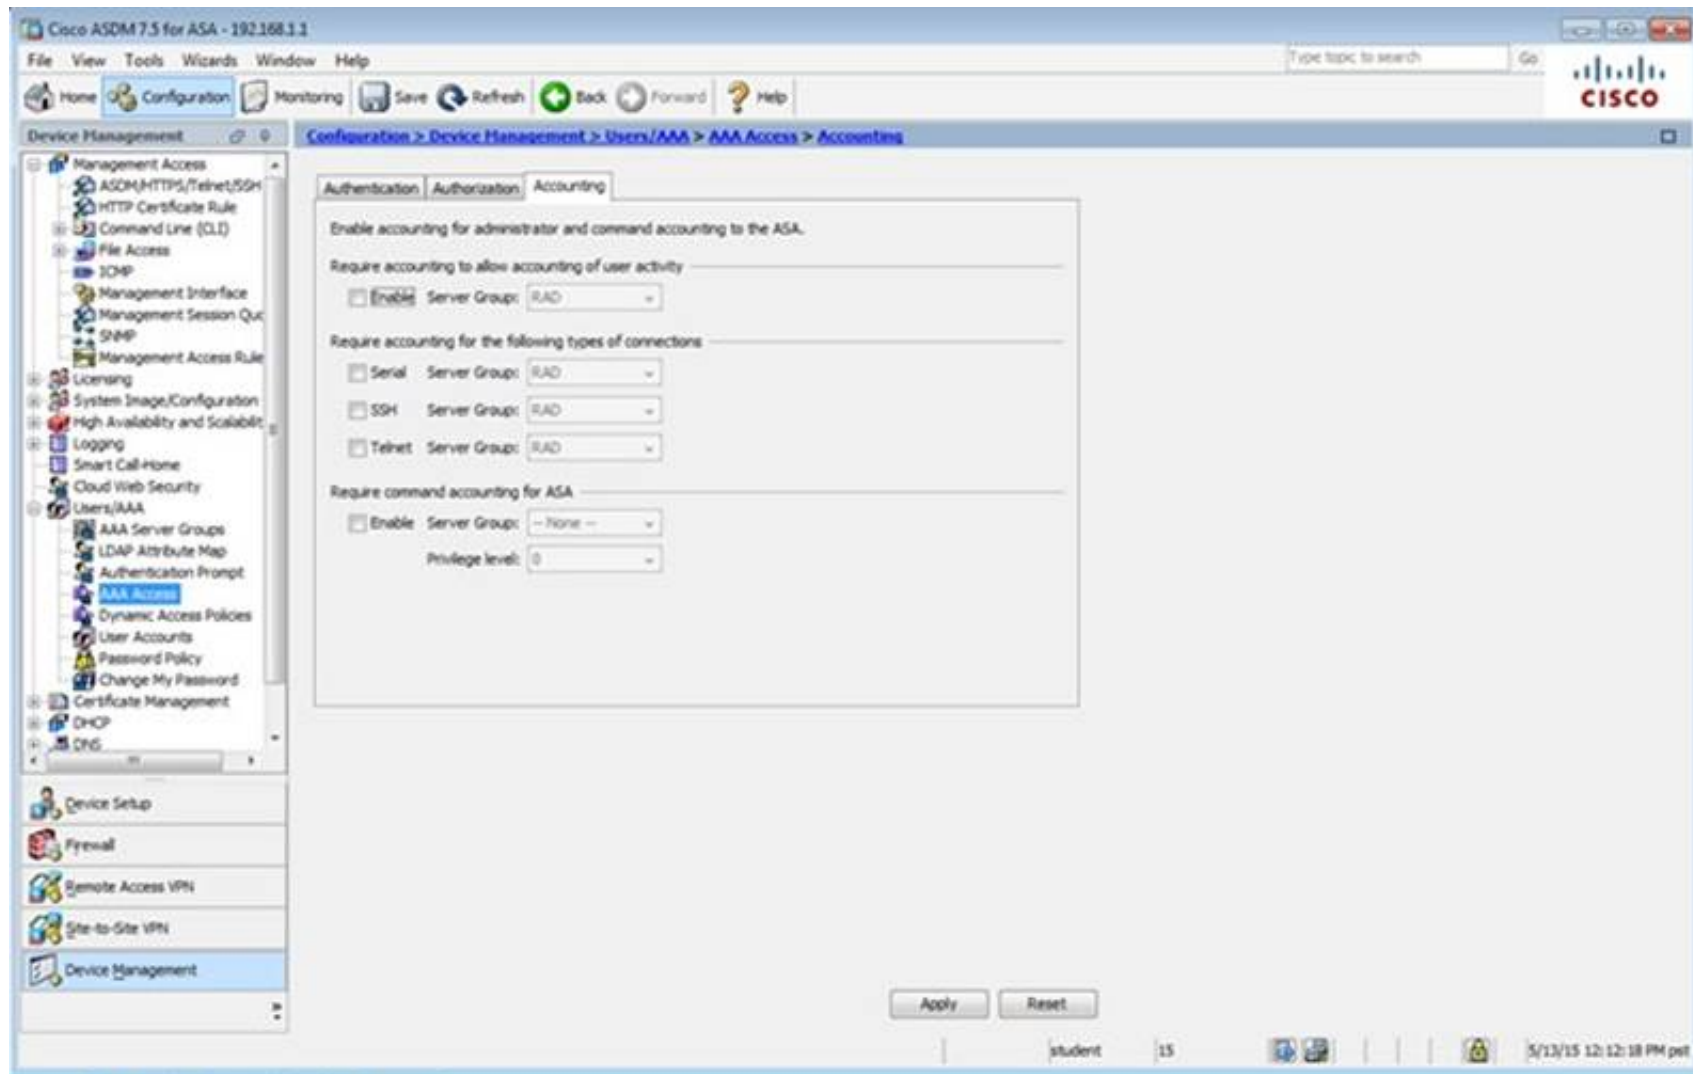 Cisco ASDM 7.5 for ASA - 192.168.1.1
File View Tools Wizards Window Help
Type topic to search Go
Home Configuration Monitoring Save Refresh Back Forward Help
CISCO
Device Management
Configuration > Device Management > Users/AAA > AAA Access > Accounting
Management Access
ASDM/HTTPS/Telnet/SSH
HTTP Certificate Rule
Command Line (CLI)
File Access
ICMP
Management Interface
Management Session Quo
SNMP
Management Access Rule
Licensing
System Image/Configuration
High Availability and Scalabilit
Logging
Smart Call-Home
Cloud Web Security
Users/AAA
AAA Server Groups
LDAP Attribute Map
Authentication Prompt
AAA Access
Dynamic Access Policies
User Accounts
Password Policy
Change My Password
Certificate Management
DHCP
DNS
Device Setup
Firewall
Remote Access VPN
Site-to-Site VPN
Device Management
Authentication Authorization Accounting
Enable accounting for administrator and command accounting to the ASA.
Require accounting to allow accounting of user activity
Enable Server Group: RAD
Require accounting for the following types of connections
Serial Server Group: RAD
SSH Server Group: RAD
Telnet Server Group: RAD
Require command accounting for ASA
Enable Server Group: -- None --
Privilege level: 0
Apply Reset
student 15 5/13/15 12:12:18 PM pst